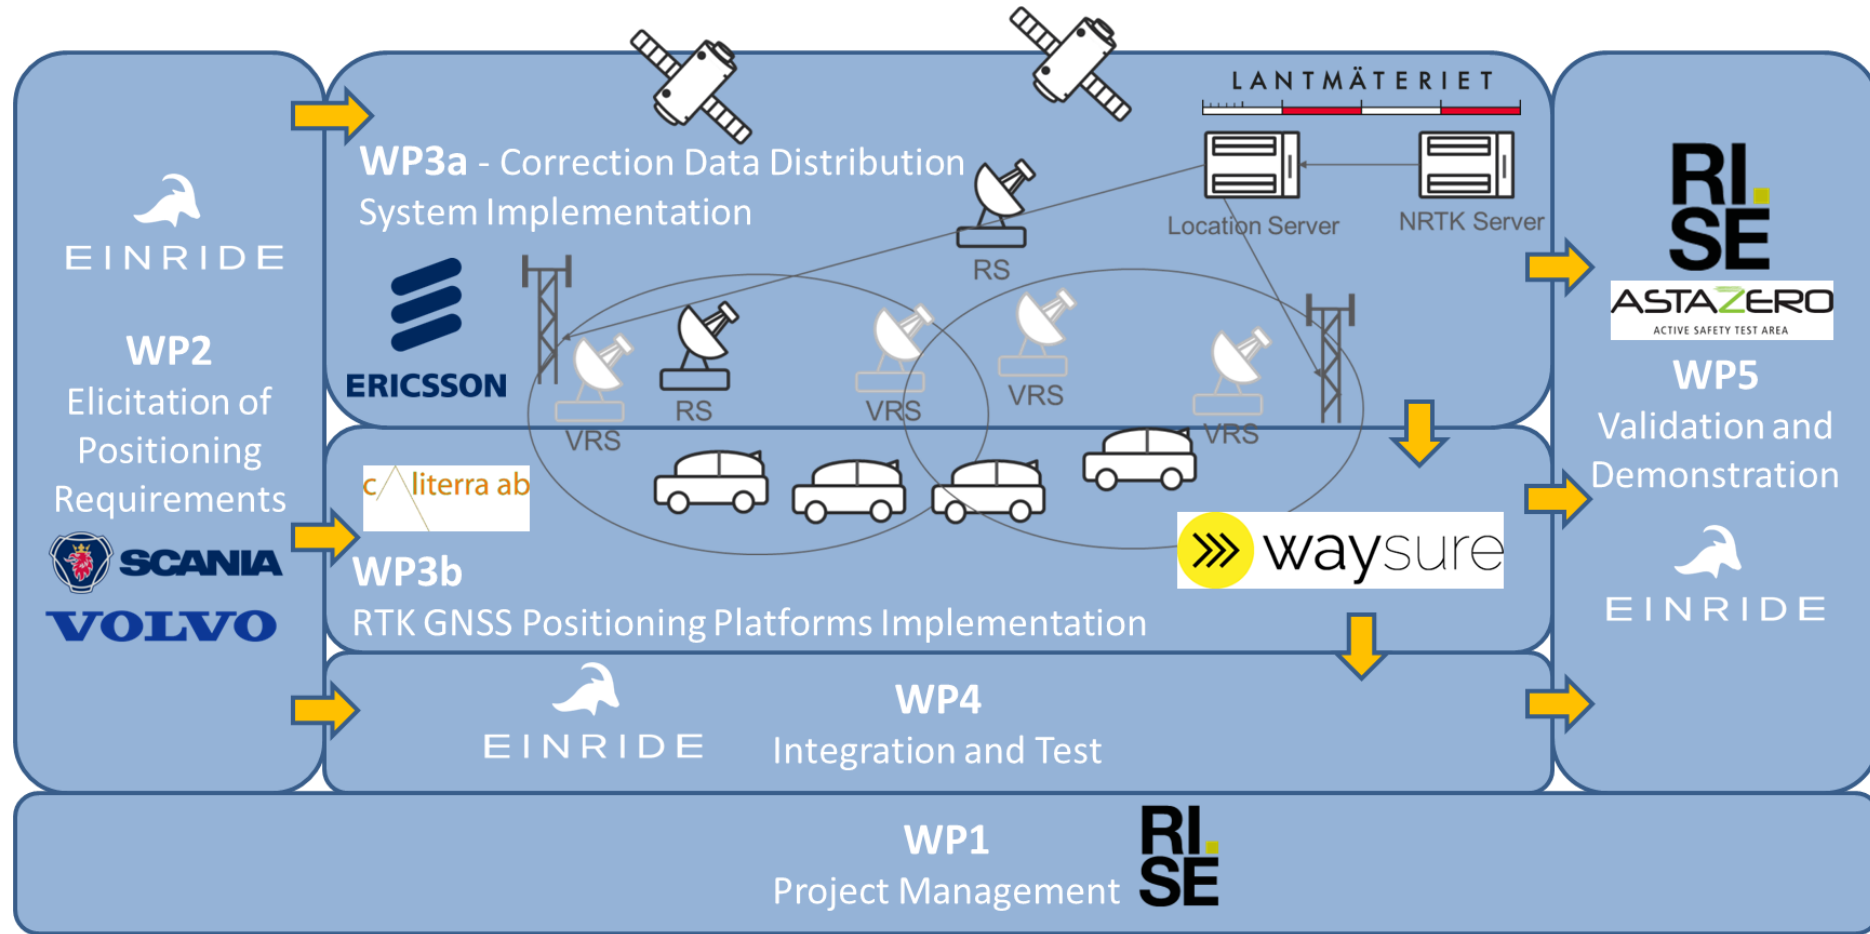 EINRIDE
WP2
Elicitation of
Positioning
Requirements
SCANIA
VOLVO
WP3a - Correction Data Distribution
System Implementation
ERICSSON
LANTMÄTERIET
Location Server
NRTK Server
RS
RS
VRS
VRS
VRS
VRS
c literra ab
WP3b
RTK GNSS Positioning Platforms Implementation
waysure
EINRIDE
WP4
Integration and Test
RI.
SE
ASTAZERO
ACTIVE SAFETY TEST AREA
WP5
Validation and
Demonstration
EINRIDE
WP1
Project Management
RI.
SE